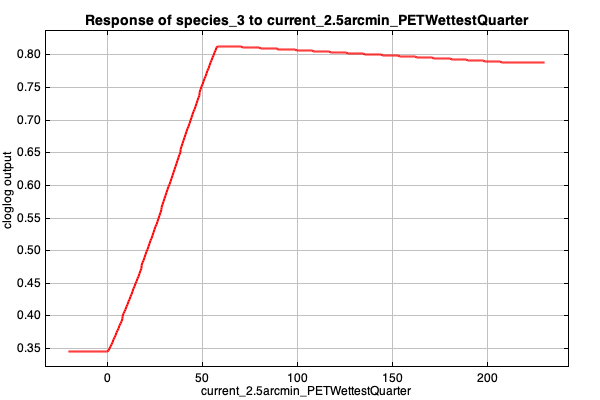 Response of species_3 to current_2.5arcmin_PETWettestQuarter
cloglog output
0.80
0.75
0.70
0.65
0.60
0.55
0.50
0.45
0.40
0.35
0 50 100 150 200
current_2.5arcmin_PETWettestQuarter